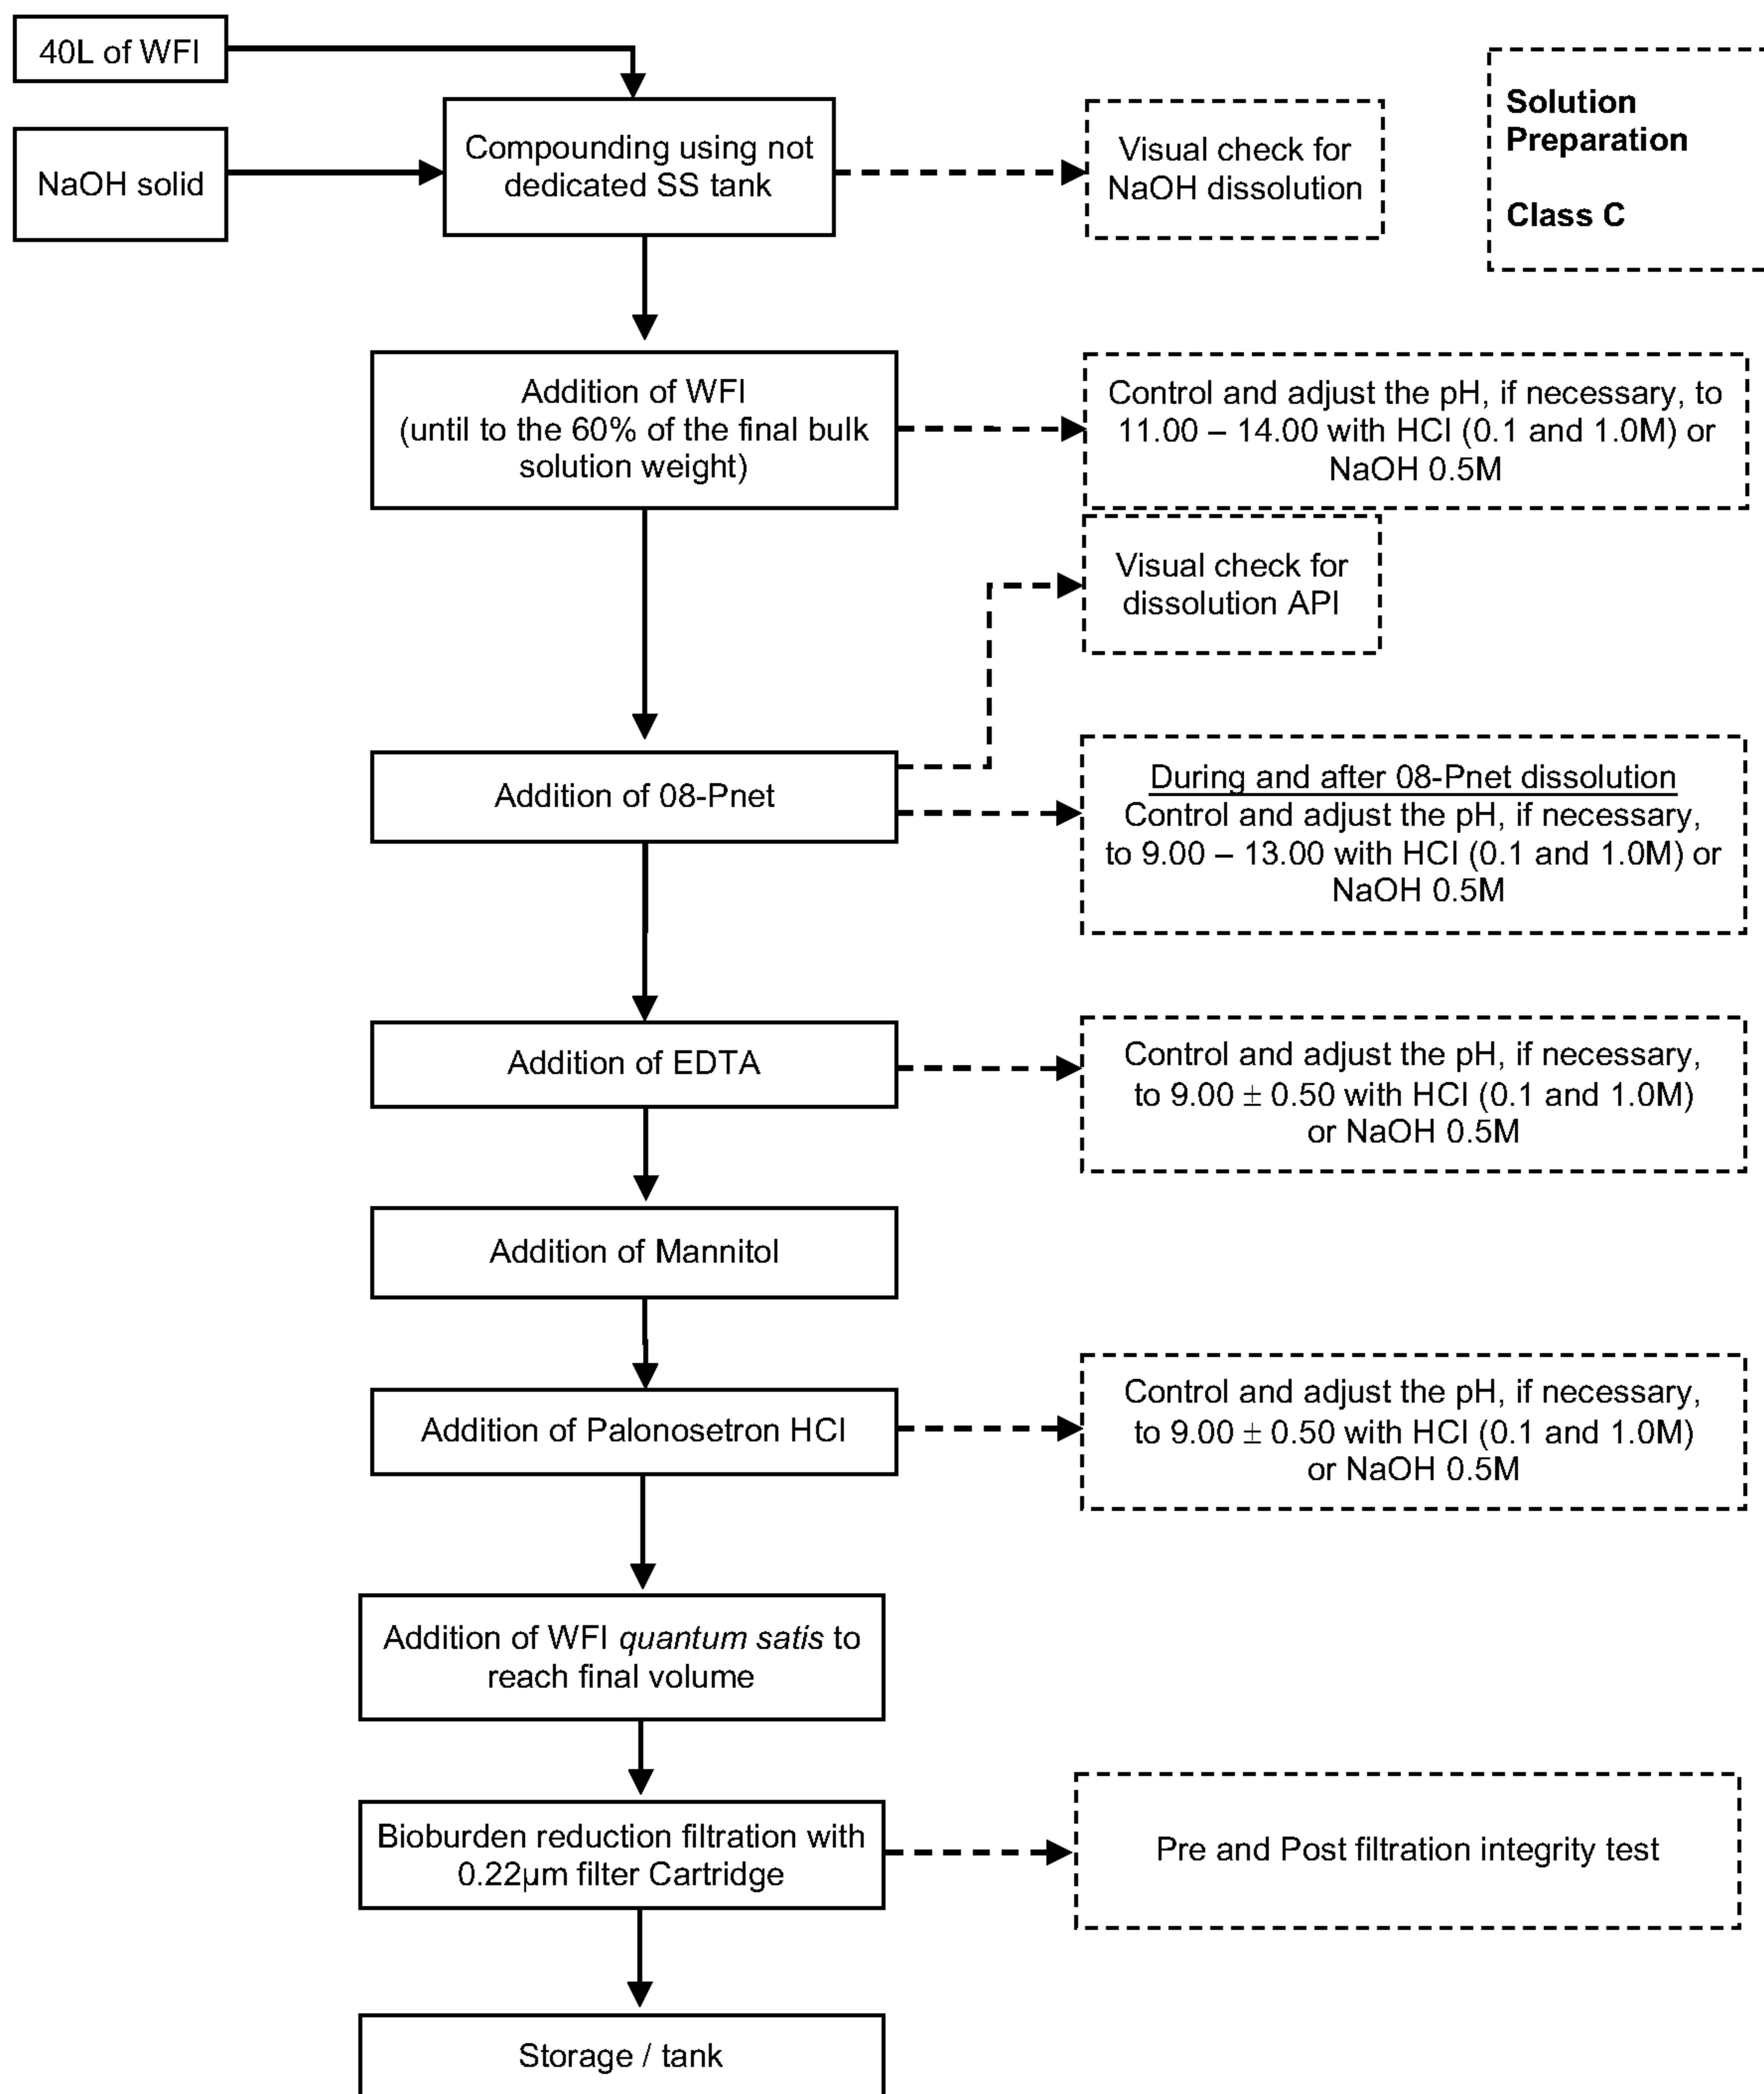 40L of WFI
NaOH solid
Compounding using not
dedicated SS tank
Visual check for
NaOH dissolution
Solution
Preparation
Class C
Addition of WFI
(until to the 60% of the final bulk
solution weight)
Control and adjust the pH, if necessary, to
11.00 – 14.00 with HCl (0.1 and 1.0M) or
NaOH 0.5M
Visual check for
dissolution API
Addition of 08-Pnet
During and after 08-Pnet dissolution
Control and adjust the pH, if necessary,
to 9.00 – 13.00 with HCl (0.1 and 1.0M) or
NaOH 0.5M
Addition of EDTA
Control and adjust the pH, if necessary,
to 9.00 ± 0.50 with HCl (0.1 and 1.0M)
or NaOH 0.5M
Addition of Mannitol
Addition of Palonosetron HCl
Control and adjust the pH, if necessary,
to 9.00 ± 0.50 with HCl (0.1 and 1.0M)
or NaOH 0.5M
Addition of WFI quantum satis to
reach final volume
Bioburden reduction filtration with
0.22µm filter Cartridge
Pre and Post filtration integrity test
Storage / tank